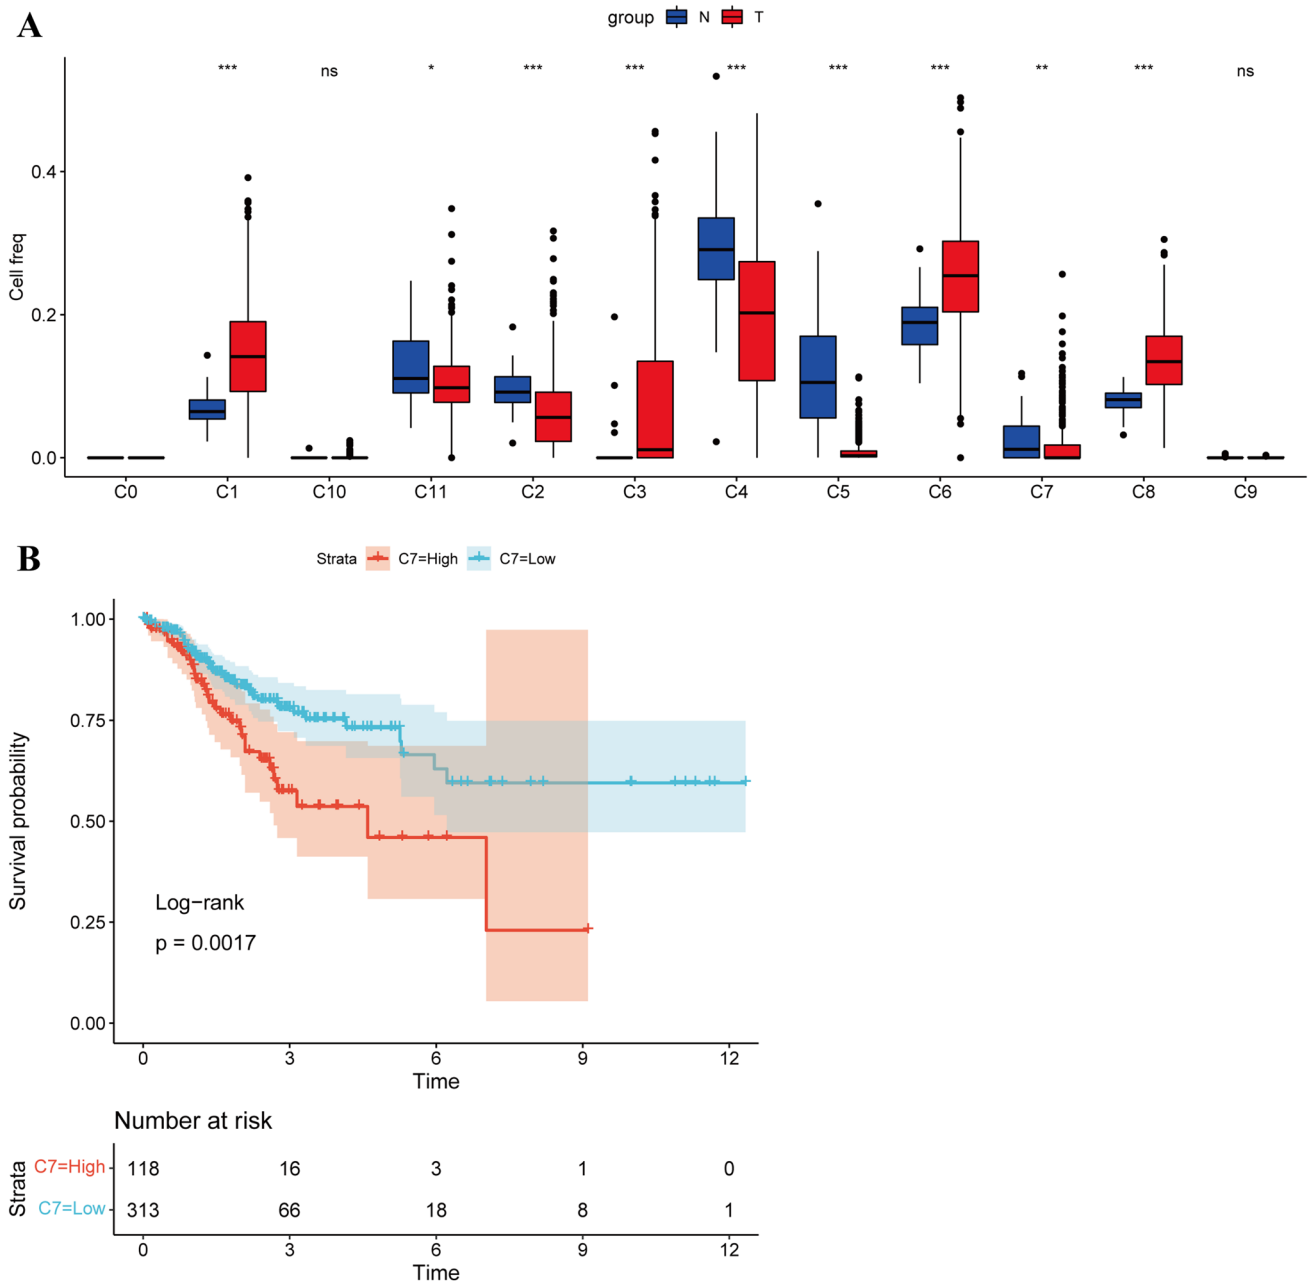 A
group N T
*** ns * *** *** *** *** *** ** *** ns
Cell freq
0.4
0.2
0.0
C0 C1 C10 C11 C2 C3 C4 C5 C6 C7 C8 C9
B
Strata C7=High C7=Low
Survival probability
1.00
0.75
0.50
0.25
0.00
Log−rank
p = 0.0017
0 3 6 9 12
Time
Number at risk
Strata
C7=High 118 16 3 1 0
C7=Low 313 66 18 8 1
0 3 6 9 12
Time